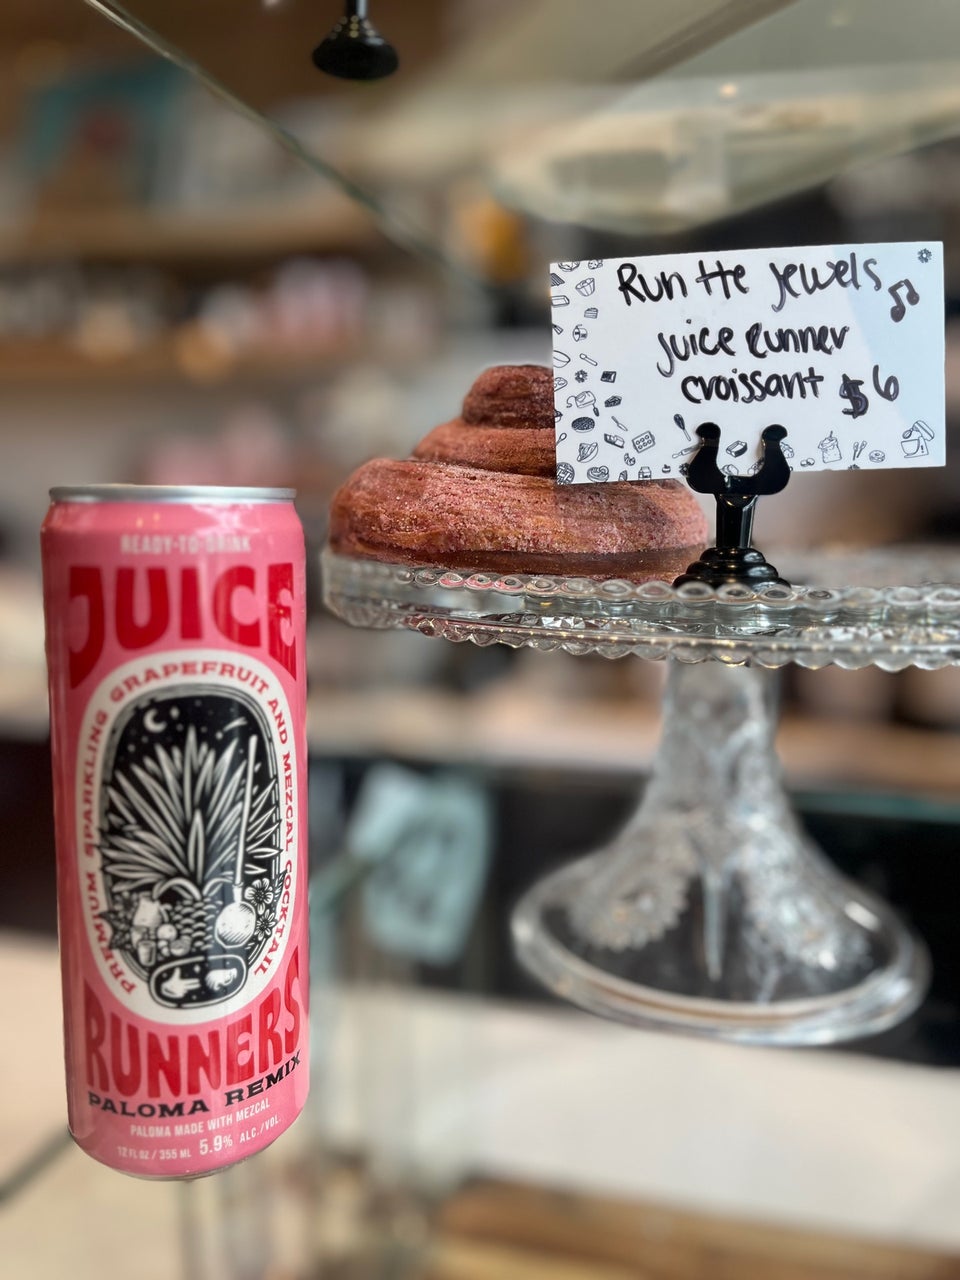 Run the Jewels
Juice Runner
croissant $6
READY-TO-DRINK
JUICE
PREMIUM SPARKLING GRAPEFRUIT AND MEZCAL COCKTAIL
RUNNERS
PALOMA REMIX
PALOMA MADE WITH MEZCAL
12 FL OZ / 355 ML 5.9% ALC./VOL.